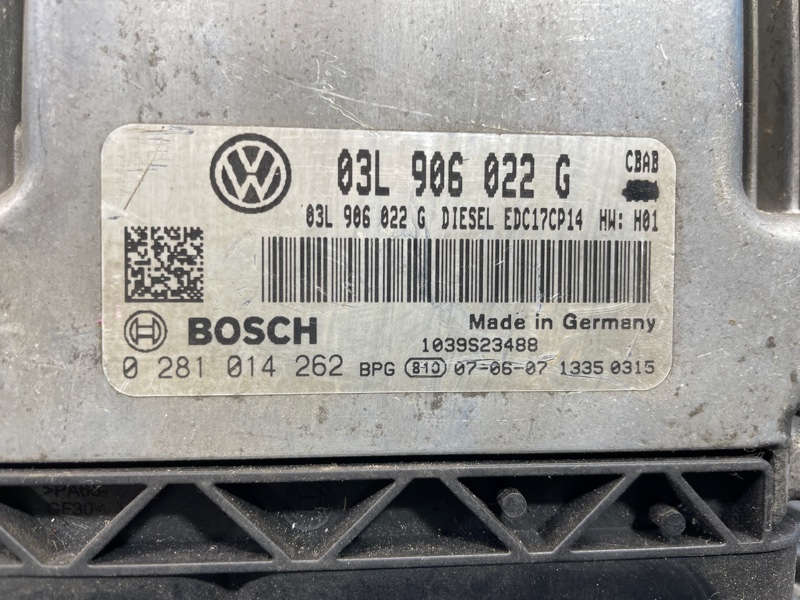 03L 906 022 G CBAB
03L 906 022 G DIESEL EDC17CP14 HW: H01
BOSCH Made in Germany
1039S23488
0 281 014 262 BPG 810 07-06-07 1335 0315
GF30<